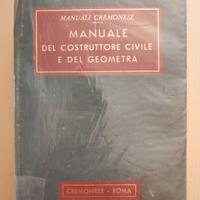 MANUALI CREMONESE
MANUALE
DEL COSTRUTTORE CIVILE
E DEL GEOMETRA
CREMONESE - ROMA